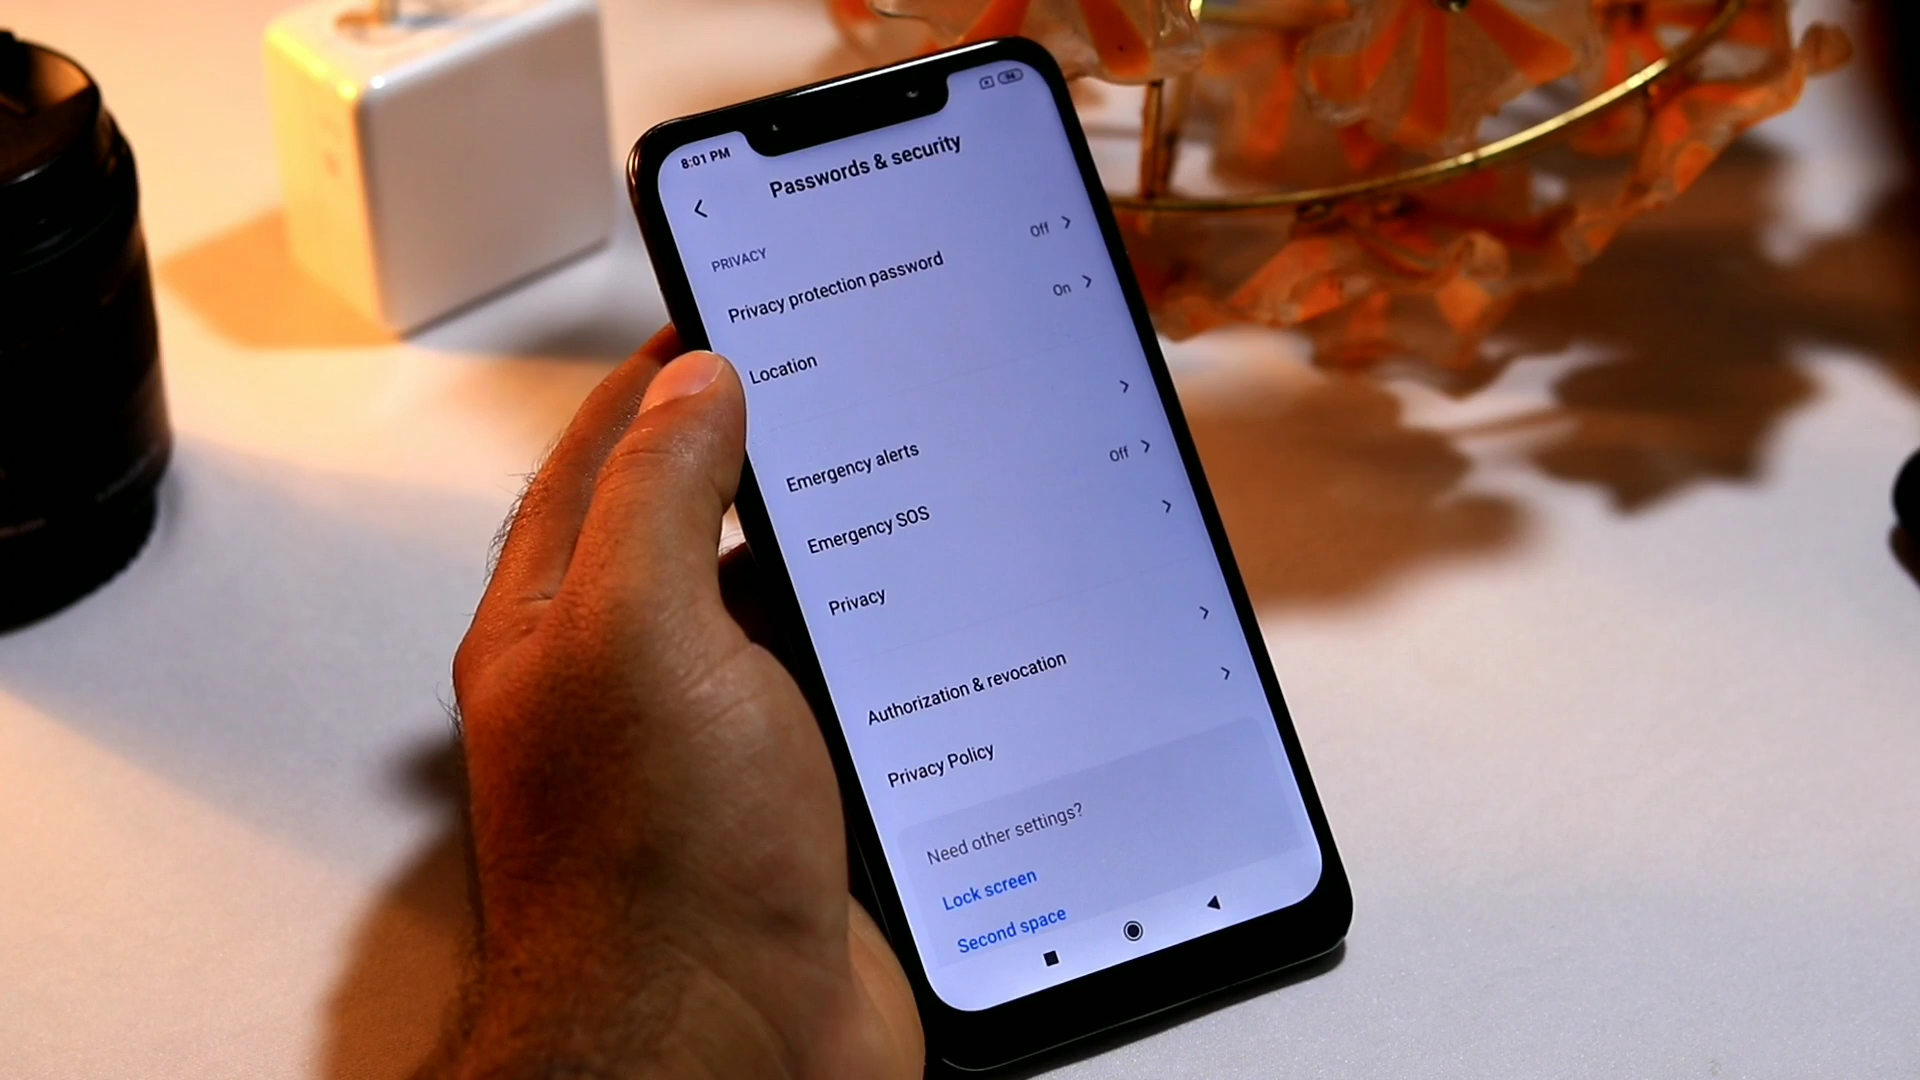 8:01 PM
Passwords & security
PRIVACY
Privacy protection password Off
Location On
Emergency alerts
Emergency SOS Off
Privacy
Authorization & revocation
Privacy Policy
Need other settings?
Lock screen
Second space